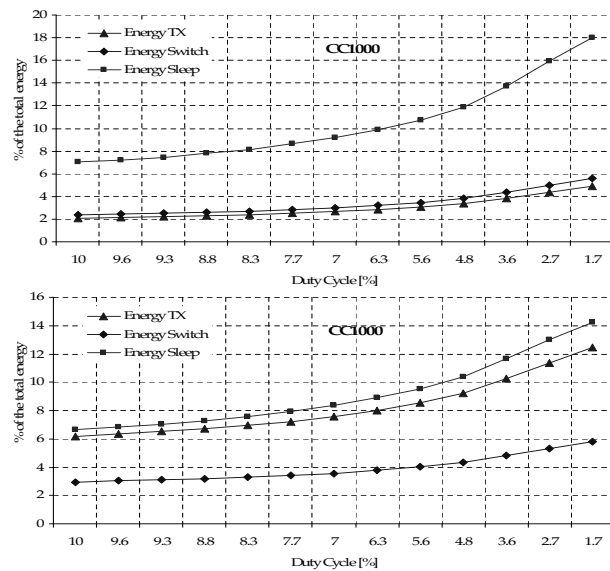 20
18
16
14
12
10
8
6
4
2
0
% of the total energy
Energy TX
Energy Switch
Energy Sleep
CC1000
10 9.6 9.3 8.8 8.3 7.7 7 6.3 5.6 4.8 3.6 2.7 1.7
Duty Cycle [%]
16
14
12
10
8
6
4
2
0
% of the total energy
Energy TX
Energy Switch
Energy Sleep
CC1000
10 9.6 9.3 8.8 8.3 7.7 7 6.3 5.6 4.8 3.6 2.7 1.7
Duty Cycle [%]